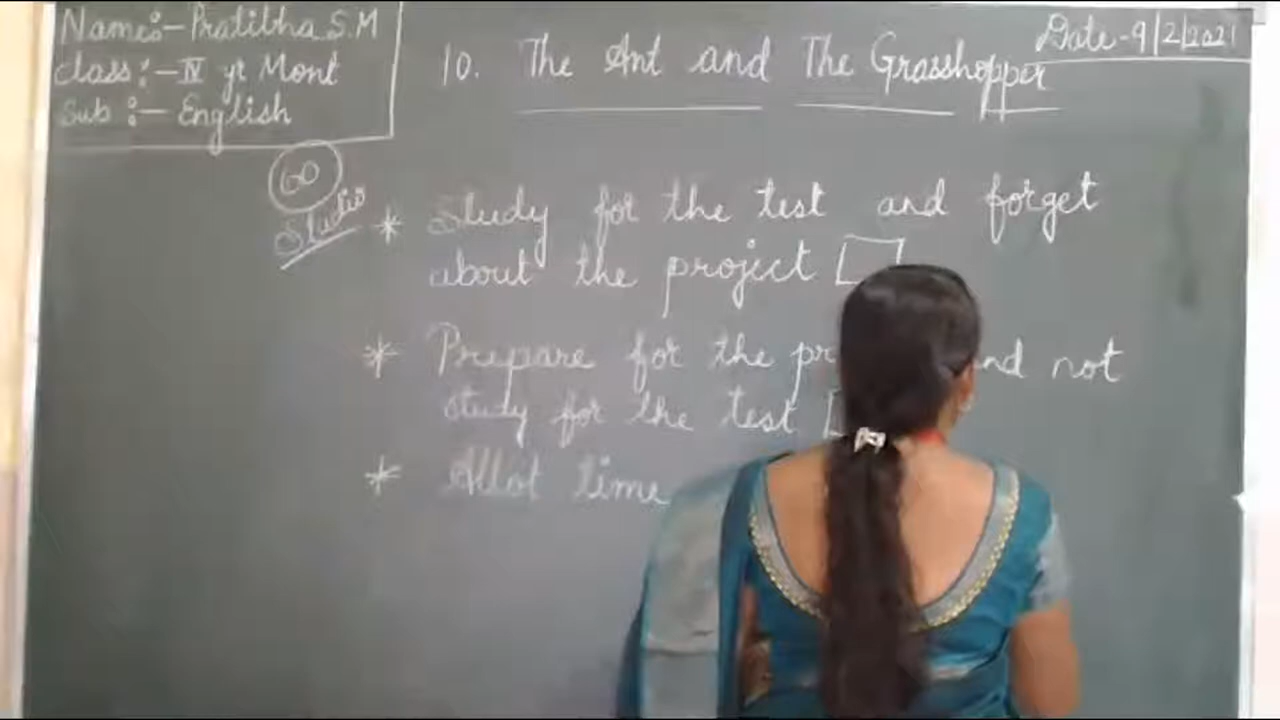 Name:- Pratibha S.M
Class :- IV yr Mont
Sub :- English
Date-9/2/2021
10. The Ant and The Grasshopper
60
Studio
* Study for the test and forget
about the project
* Prepare for the pr nd not
study for the test
* Allot time